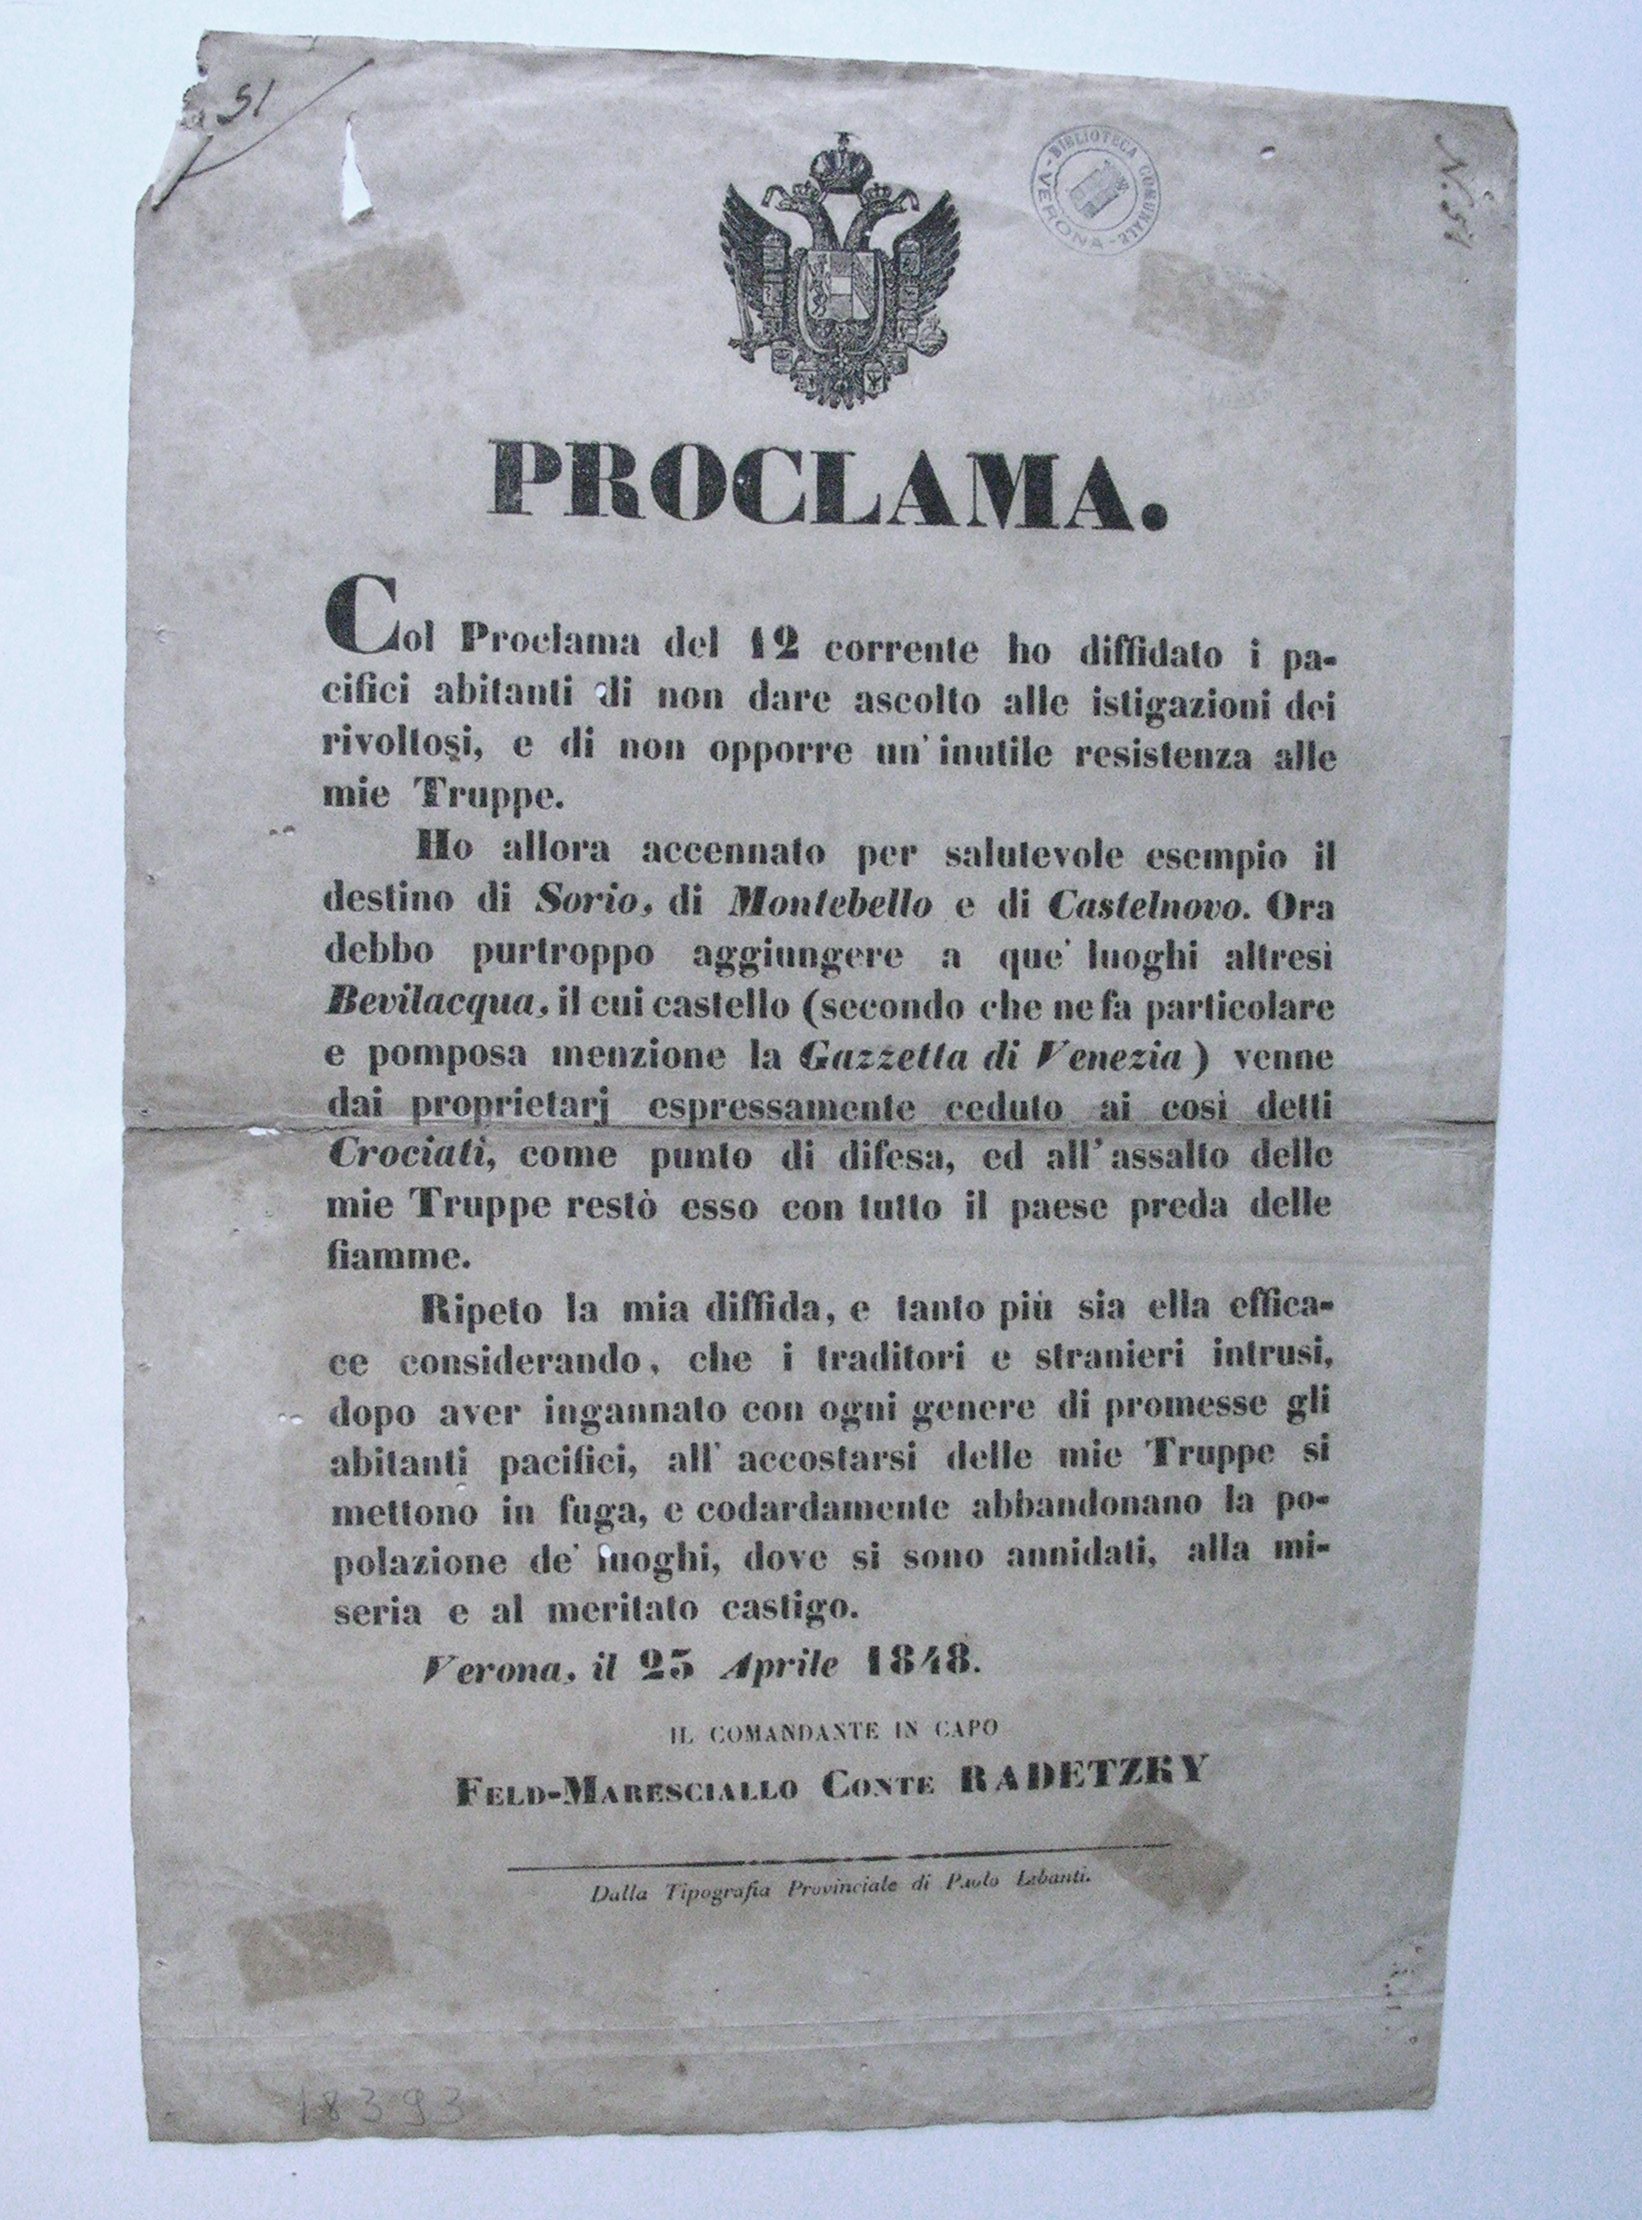 51
BIBLIOTECA COMUNALE - VERONA -
N. 51
PROCLAMA.
Col Proclama del 12 corrente ho diffidato i pa-
cifici abitanti di non dare ascolto alle istigazioni dei
rivoltosi, e di non opporre un' inutile resistenza alle
mie Truppe.
Ho allora accennato per salutevole esempio il
destino di Sorio, di Montebello e di Castelnovo. Ora
debbo purtroppo aggiungere a que' luoghi altresì
Bevilacqua, il cui castello (secondo che ne fa particolare
e pomposa menzione la Gazzetta di Venezia) venne
dai proprietarj espressamente ceduto ai così detti
Crociati, come punto di difesa, ed all' assalto delle
mie Truppe restò esso con tutto il paese preda delle
fiamme.
Ripeto la mia diffida, e tanto più sia ella effica-
ce considerando, che i traditori e stranieri intrusi,
dopo aver ingannato con ogni genere di promesse gli
abitanti pacifici, all' accostarsi delle mie Truppe si
mettono in fuga, e codardamente abbandonano la po-
polazione de' luoghi, dove si sono annidati, alla mi-
seria e al meritato castigo.
Verona, il 25 Aprile 1848.
IL COMANDANTE IN CAPO
FELD-MARESCIALLO CONTE RADETZKY
Dalla Tipografia Provinciale di Paolo Libanti.
18393